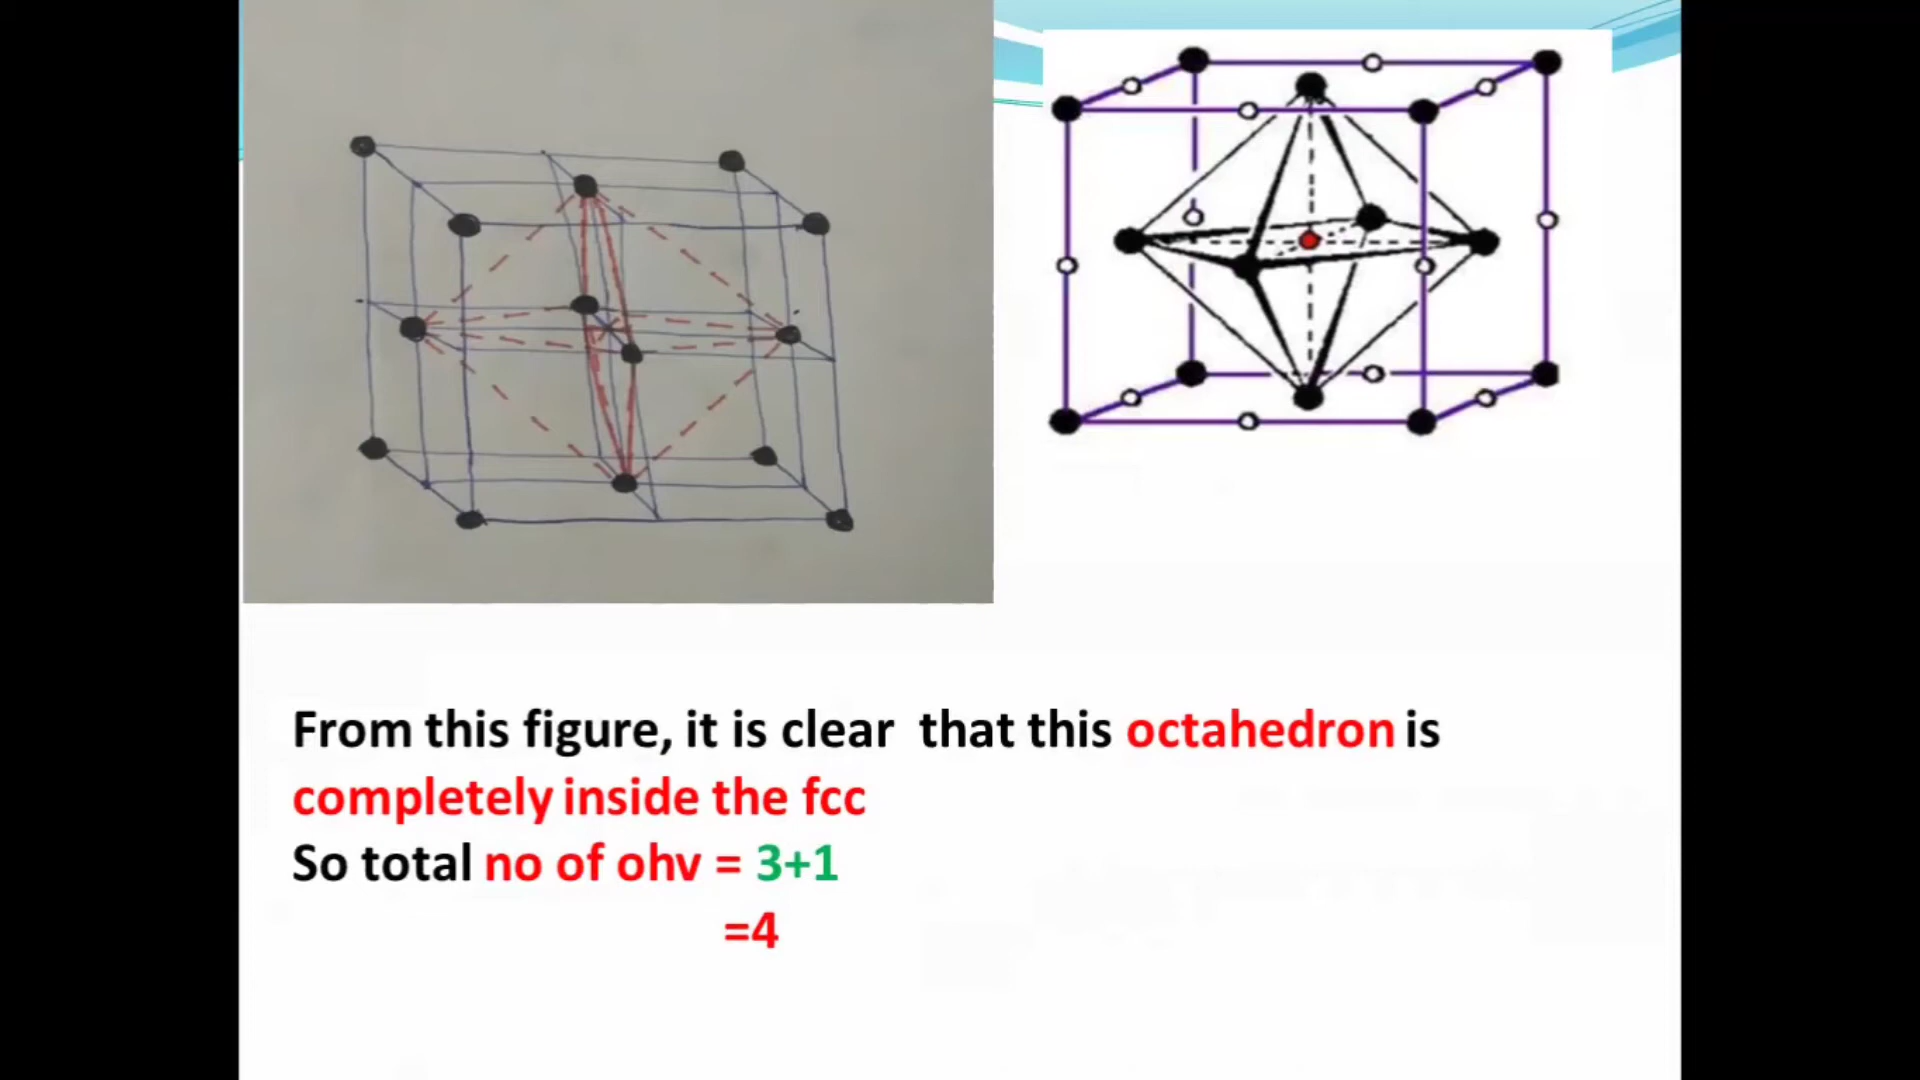 From this figure, it is clear that this octahedron is
completely inside the fcc
So total no of ohv = 3+1
=4